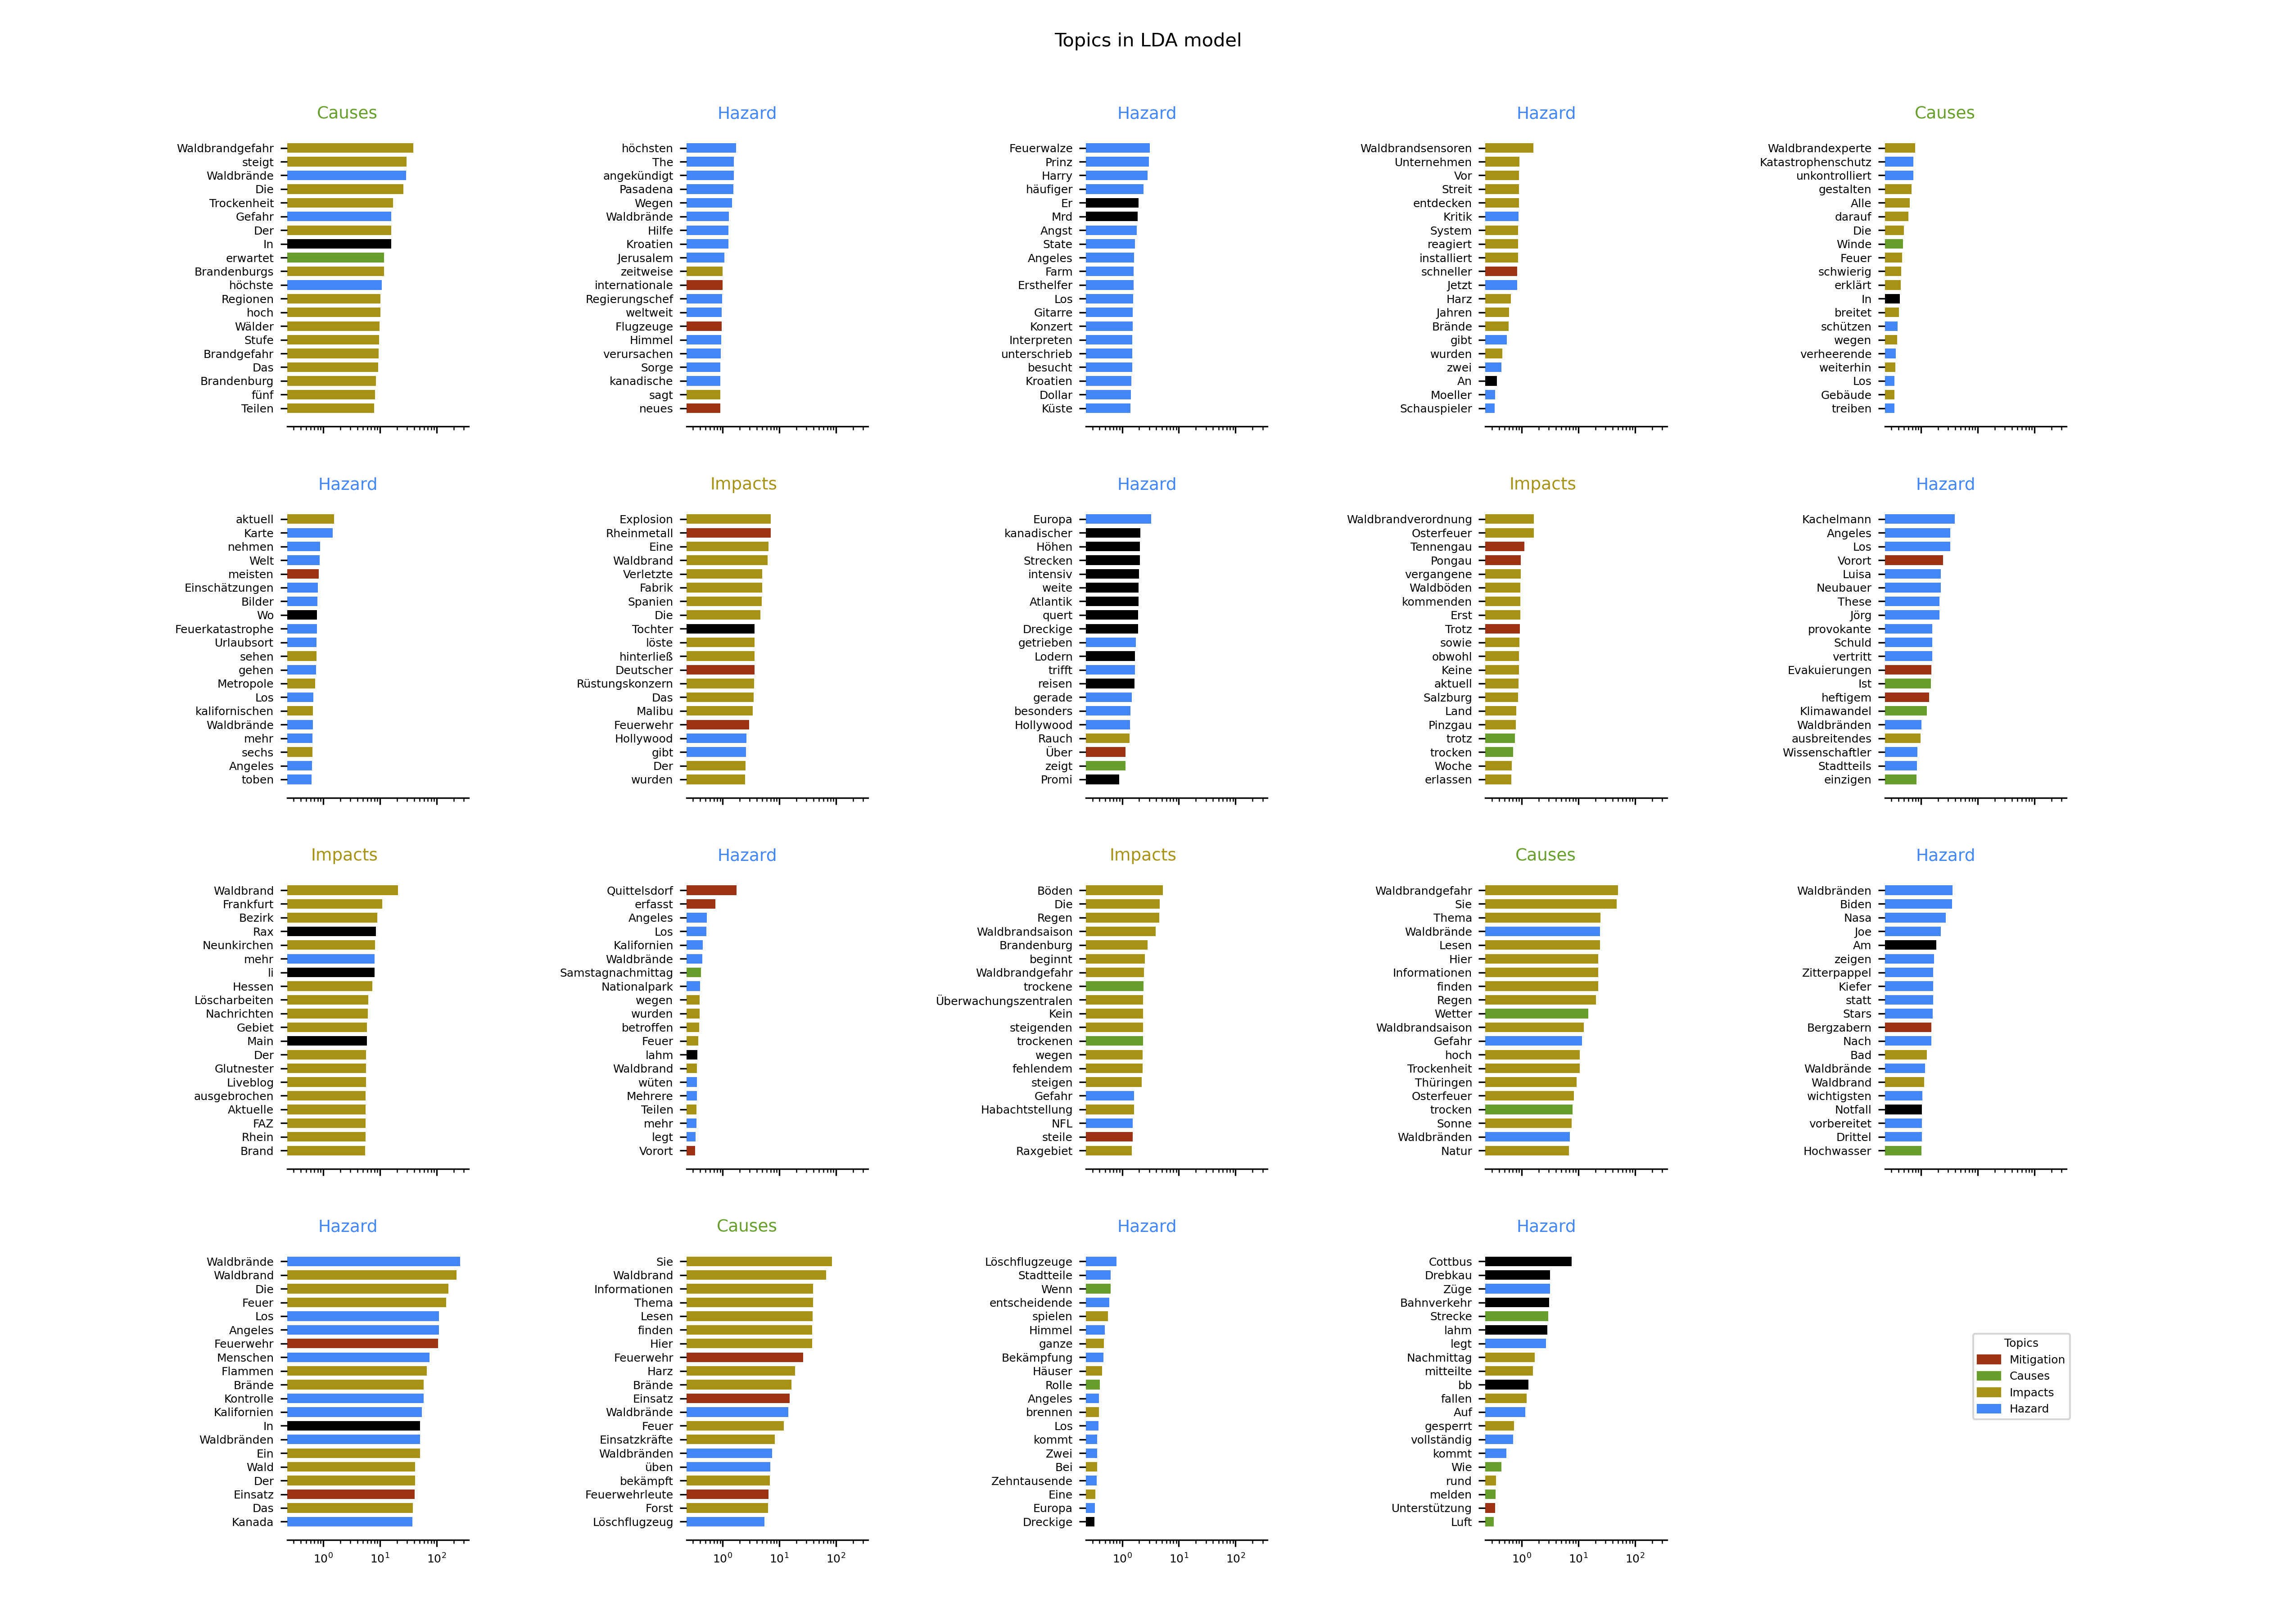 Topics in LDA model
Causes
Waldbrandgefahr
steigt
Waldbrände
Die
Trockenheit
Gefahr
Der
In
erwartet
Brandenburgs
höchste
Regionen
hoch
Wälder
Stufe
Brandgefahr
Das
Brandenburg
fünf
Teilen
Hazard
höchsten
The
angekündigt
Pasadena
Wegen
Waldbrände
Hilfe
Kroatien
Jerusalem
zeitweise
internationale
Regierungschef
weltweit
Flugzeuge
Himmel
verursachen
Sorge
kanadische
sagt
neues
Hazard
Feuerwalze
Prinz
Harry
häufiger
Er
Mrd
Angst
State
Angeles
Farm
Ersthelfer
Los
Gitarre
Konzert
Interpreten
unterschrieb
besucht
Kroatien
Dollar
Küste
Hazard
Waldbrandsensoren
Unternehmen
Vor
Streit
entdecken
Kritik
System
reagiert
installiert
schneller
Jetzt
Harz
Jahren
Brände
gibt
wurden
zwei
An
Moeller
Schauspieler
Causes
Waldbrandexperte
Katastrophenschutz
unkontrolliert
gestalten
Alle
darauf
Die
Winde
Feuer
schwierig
erklärt
In
breitet
schützen
wegen
verheerende
weiterhin
Los
Gebäude
treiben
Hazard
aktuell
Karte
nehmen
Welt
meisten
Einschätzungen
Bilder
Wo
Feuerkatastrophe
Urlaubsort
sehen
gehen
Metropole
Los
kalifornischen
Waldbrände
mehr
sechs
Angeles
toben
Impacts
Explosion
Rheinmetall
Eine
Waldbrand
Verletzte
Fabrik
Spanien
Die
Tochter
löste
hinterließ
Deutscher
Rüstungskonzern
Das
Malibu
Feuerwehr
Hollywood
gibt
Der
wurden
Hazard
Europa
kanadischer
Höhen
Strecken
intensiv
weite
Atlantik
quert
Dreckige
getrieben
Lodern
trifft
reisen
gerade
besonders
Hollywood
Rauch
Über
zeigt
Promi
Impacts
Waldbrandverordnung
Osterfeuer
Tennengau
Pongau
vergangene
Waldböden
kommenden
Erst
Trotz
sowie
obwohl
Keine
aktuell
Salzburg
Land
Pinzgau
trotz
trocken
Woche
erlassen
Hazard
Kachelmann
Angeles
Los
Vorort
Luisa
Neubauer
These
Jörg
provokante
Schuld
vertritt
Evakuierungen
Ist
heftigem
Klimawandel
Waldbränden
ausbreitendes
Wissenschaftler
Stadtteils
einzigen
Impacts
Waldbrand
Frankfurt
Bezirk
Rax
Neunkirchen
mehr
li
Hessen
Löscharbeiten
Nachrichten
Gebiet
Main
Der
Glutnester
Liveblog
ausgebrochen
Aktuelle
FAZ
Rhein
Brand
Hazard
Quittelsdorf
erfasst
Angeles
Los
Kalifornien
Waldbrände
Samstagnachmittag
Nationalpark
wegen
wurden
betroffen
Feuer
lahm
Waldbrand
wüten
Mehrere
Teilen
mehr
legt
Vorort
Impacts
Böden
Die
Regen
Waldbrandsaison
Brandenburg
beginnt
Waldbrandgefahr
trockene
Überwachungszentralen
Kein
steigenden
trockenen
wegen
fehlendem
steigen
Gefahr
Habachtstellung
NFL
steile
Raxgebiet
Causes
Waldbrandgefahr
Sie
Thema
Waldbrände
Lesen
Hier
Informationen
finden
Regen
Wetter
Waldbrandsaison
Gefahr
hoch
Trockenheit
Thüringen
Osterfeuer
trocken
Sonne
Waldbränden
Natur
Hazard
Waldbränden
Biden
Nasa
Joe
Am
zeigen
Zitterpappel
Kiefer
statt
Stars
Bergzabern
Nach
Bad
Waldbrände
Waldbrand
wichtigsten
Notfall
vorbereitet
Drittel
Hochwasser
Hazard
Waldbrände
Waldbrand
Die
Feuer
Los
Angeles
Feuerwehr
Menschen
Flammen
Brände
Kontrolle
Kalifornien
In
Waldbränden
Ein
Wald
Der
Einsatz
Das
Kanada
10⁰ 10¹ 10²
Causes
Sie
Waldbrand
Informationen
Thema
Lesen
finden
Hier
Feuerwehr
Harz
Brände
Einsatz
Waldbrände
Feuer
Einsatzkräfte
Waldbränden
üben
bekämpft
Feuerwehrleute
Forst
Löschflugzeug
10⁰ 10¹ 10²
Hazard
Löschflugzeuge
Stadtteile
Wenn
entscheidende
spielen
Himmel
ganze
Bekämpfung
Häuser
Rolle
Angeles
brennen
Los
kommt
Zwei
Bei
Zehntausende
Eine
Europa
Dreckige
10⁰ 10¹ 10²
Hazard
Cottbus
Drebkau
Züge
Bahnverkehr
Strecke
lahm
legt
Nachmittag
mitteilte
bb
fallen
Auf
gesperrt
vollständig
kommt
Wie
rund
melden
Unterstützung
Luft
10⁰ 10¹ 10²
Topics
Mitigation
Causes
Impacts
Hazard